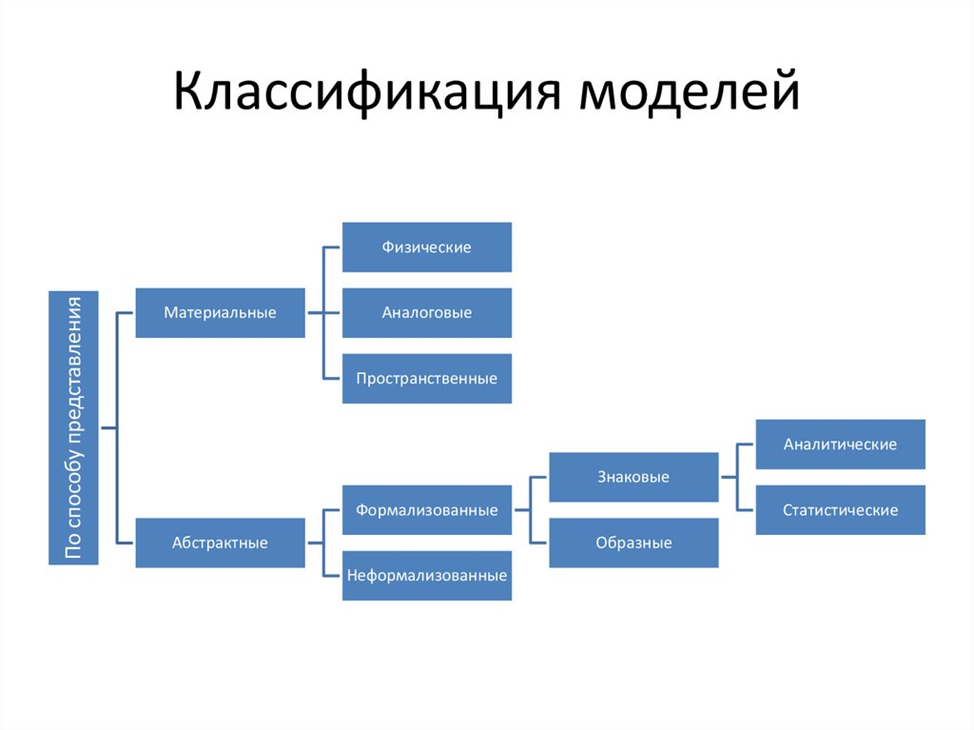 Классификация моделей
По способу представления
Материальные
Физические
Аналоговые
Пространственные
Абстрактные
Формализованные
Знаковые
Аналитические
Статистические
Образные
Неформализованные